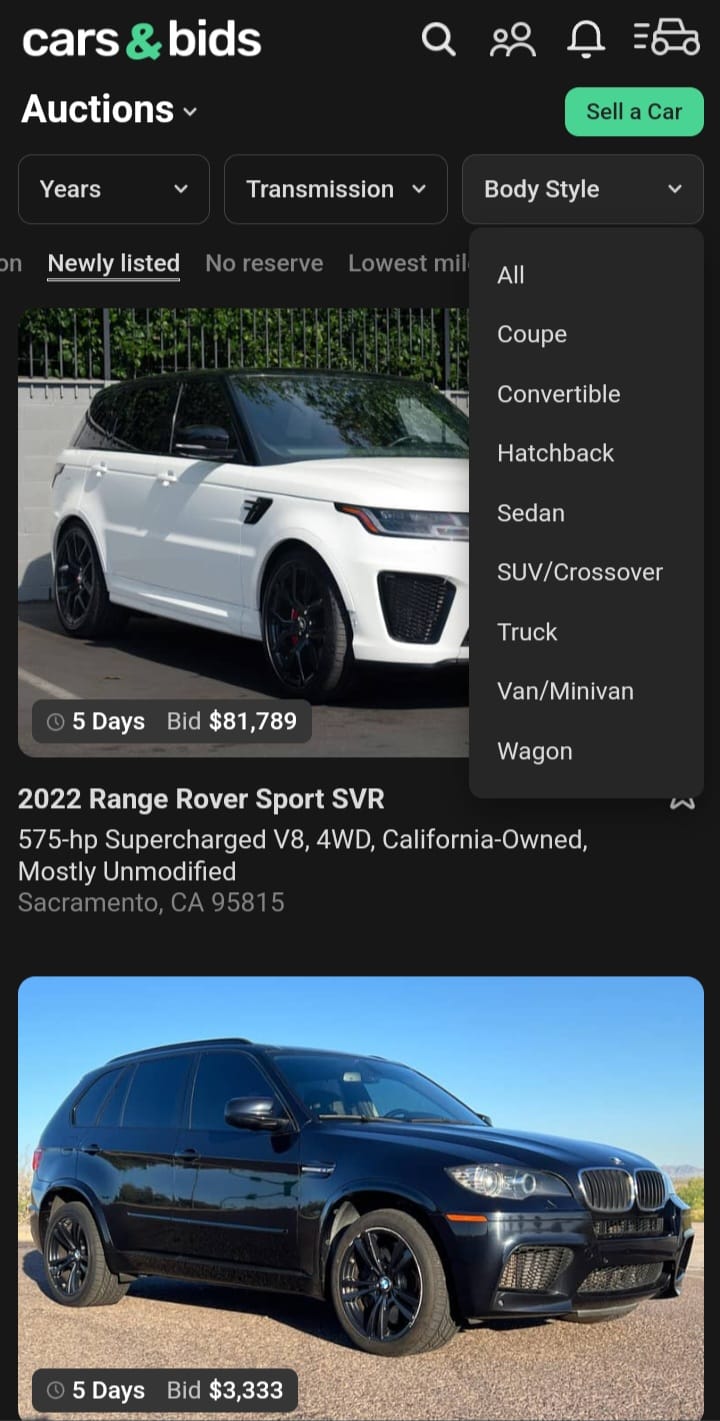 cars & bids
Auctions
Sell a Car
Years
Transmission
Body Style
on Newly listed No reserve Lowest mil
All
Coupe
Convertible
Hatchback
Sedan
SUV/Crossover
Truck
Van/Minivan
Wagon
5 Days Bid $81,789
2022 Range Rover Sport SVR
575-hp Supercharged V8, 4WD, California-Owned,
Mostly Unmodified
Sacramento, CA 95815
5 Days Bid $3,333